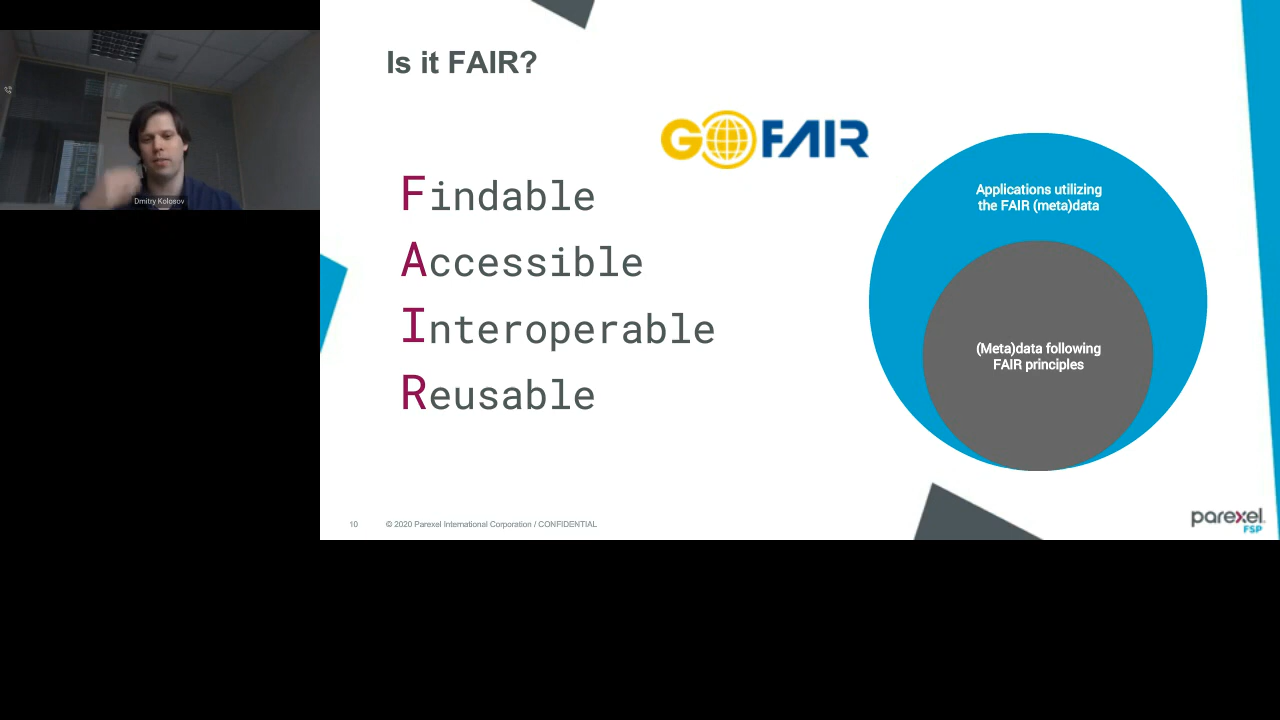 Dmitry Kolosov
Is it FAIR?
GO FAIR
Findable
Accessible
Interoperable
Reusable
Applications utilizing
the FAIR (meta)data
(Meta)data following
FAIR principles
10
© 2020 Parexel International Corporation / CONFIDENTIAL
parexel.
FSP